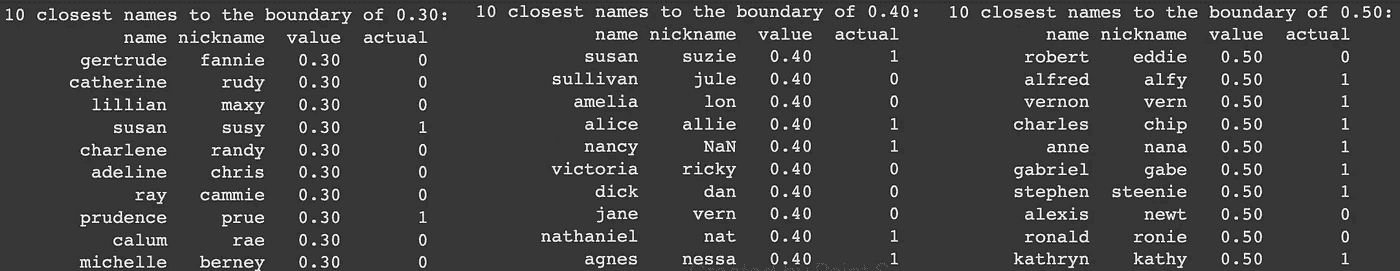 10 closest names to the boundary of 0.30:
name nickname value actual
gertrude fannie 0.30 0
catherine rudy 0.30 0
lillian maxy 0.30 0
susan susy 0.30 1
charlene randy 0.30 0
adeline chris 0.30 0
ray cammie 0.30 0
prudence prue 0.30 1
calum rae 0.30 0
michelle berney 0.30 0
10 closest names to the boundary of 0.40:
name nickname value actual
susan suzie 0.40 1
sullivan jule 0.40 0
amelia lon 0.40 0
alice allie 0.40 1
nancy NaN 0.40 1
victoria ricky 0.40 0
dick dan 0.40 0
jane vern 0.40 0
nathaniel nat 0.40 1
agnes nessa 0.40 1
10 closest names to the boundary of 0.50:
name nickname value actual
robert eddie 0.50 0
alfred alfy 0.50 1
vernon vern 0.50 1
charles chip 0.50 1
anne nana 0.50 1
gabriel gabe 0.50 1
stephen steenie 0.50 1
alexis newt 0.50 0
ronald ronie 0.50 0
kathryn kathy 0.50 1